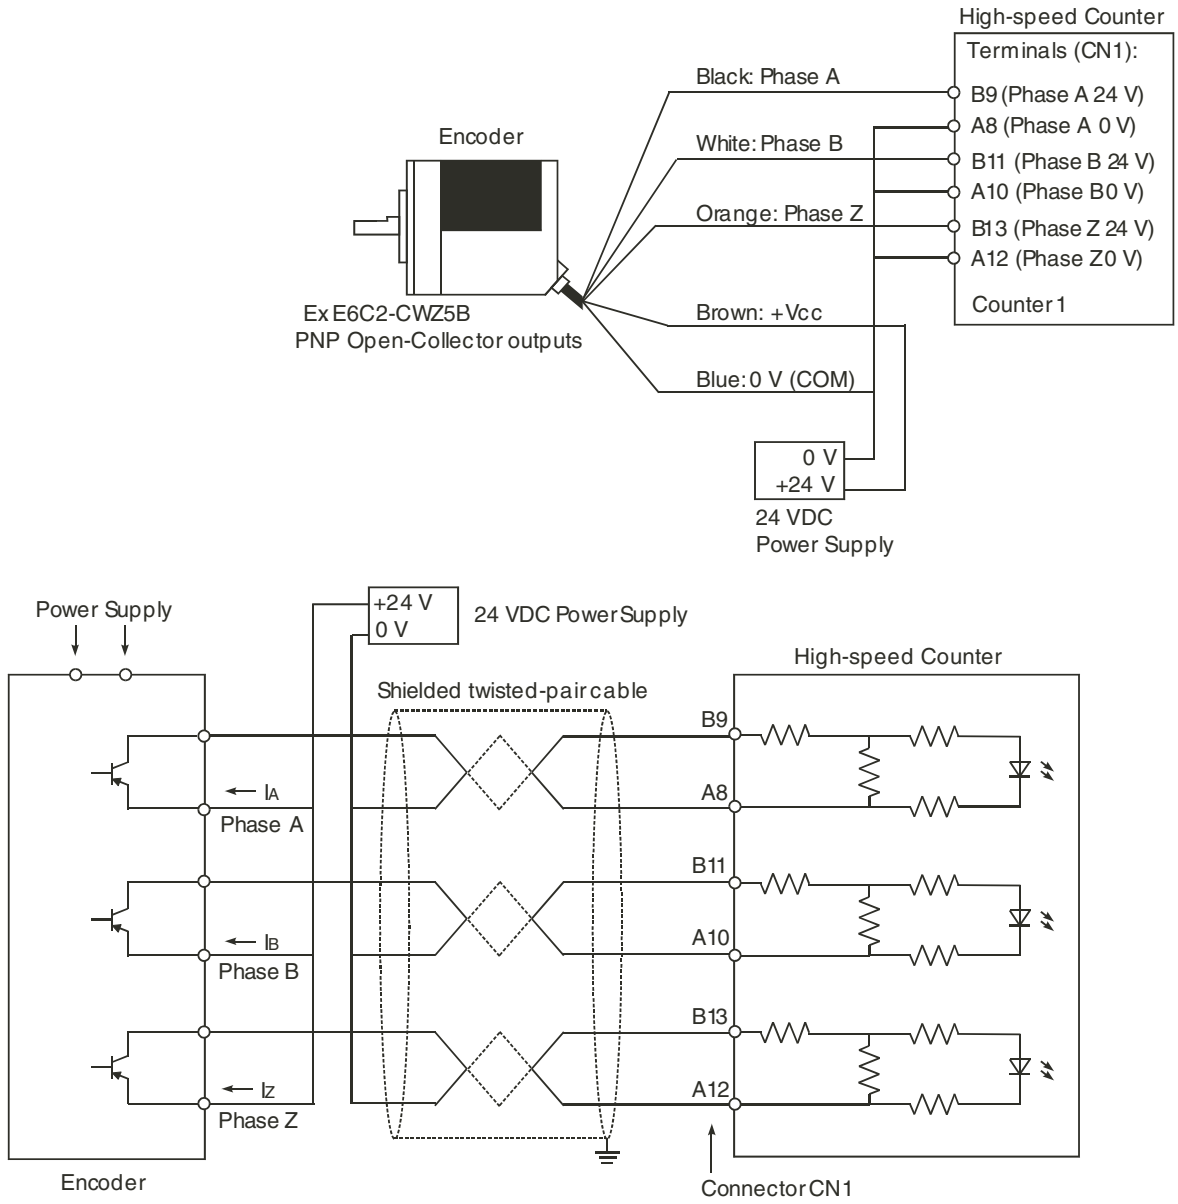 High-speed Counter
Terminals (CN1):
Black: Phase A
B9 (Phase A 24 V)
A8 (Phase A 0 V)
Encoder
White: Phase B
B11 (Phase B 24 V)
A10 (Phase B 0 V)
Orange: Phase Z
B13 (Phase Z 24 V)
A12 (Phase Z 0 V)
Counter 1
Ex E6C2-CWZ5B
PNP Open-Collector outputs
Brown: +Vcc
Blue: 0 V (COM)
0 V
+24 V
24 VDC
Power Supply
Power Supply
+24 V
0 V
24 VDC Power Supply
High-speed Counter
Shielded twisted-pair cable
B9
IA
A8
Phase A
B11
IB
A10
Phase B
B13
IZ
A12
Phase Z
Encoder
Connector CN1